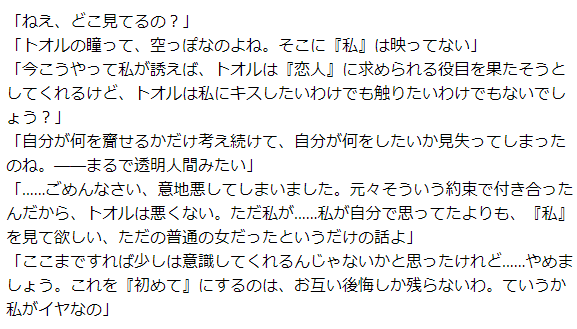 「ねえ、どこ見てるの？」
「トオルの瞳って、空っぽなのよね。そこに『私』は映ってない」
「今こうやって私が誘えば、トオルは『恋人』に求められる役目を果たそうと
してくれるけど、トオルは私にキスしたいわけでも触りたいわけでもないでし
ょう？」
「自分が何を齎せるかだけ考え続けて、自分が何をしたいか見失ってしまった
のね。――まるで透明人間みたい」
「……ごめんなさい、意地悪してしまいました。元々そういう約束で付き合った
んだから、トオルは悪くない。ただ私が……私が自分で思ってたよりも、『私』
を見て欲しい、ただの普通の女だったというだけの話よ」
「ここまですれば少しは意識してくれるんじゃないかと思ったけれど……やめま
しょう。これを『初めて』にするのは、お互い後悔しか残らないわ。ていうか
私がイヤなの」